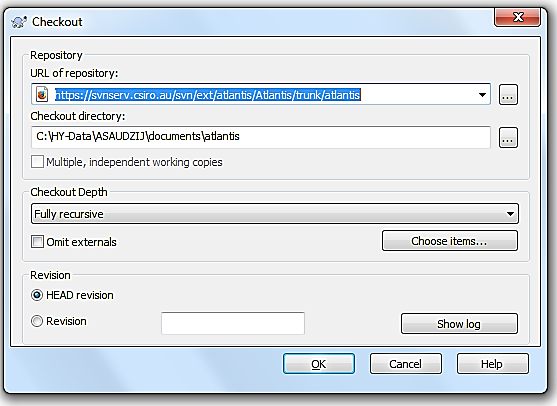 Checkout
Repository
URL of repository:
https://svnserv.csiro.au/svn/ext/atlantis/Atlantis/trunk/atlantis
...
Checkout directory:
C:\HY-Data\ASAUDZIJ\documents\atlantis
...
Multiple, independent working copies
Checkout Depth
Fully recursive
Omit externals
Choose items...
Revision
HEAD revision
Revision
Show log
OK
Cancel
Help